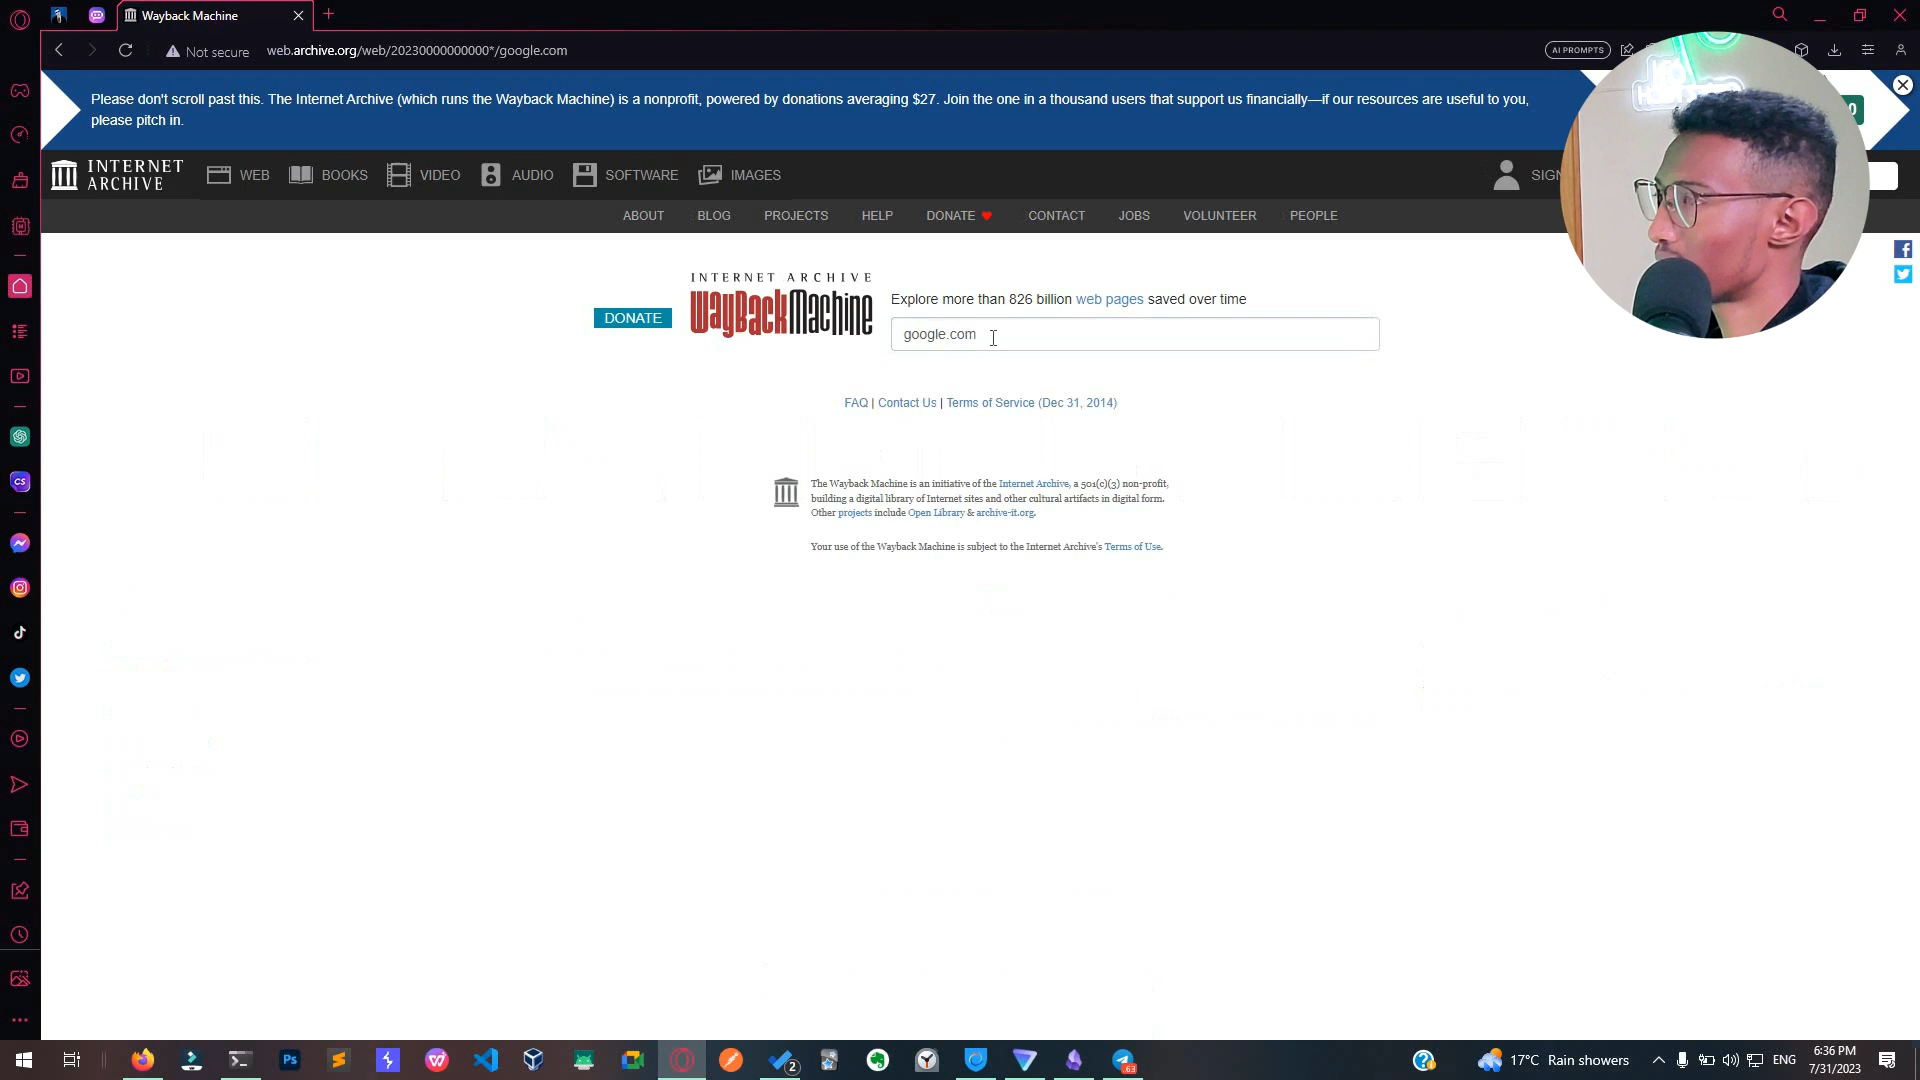 Wayback Machine
Not secure web.archive.org/web/20230000000000*/google.com
AI PROMPTS
Please don't scroll past this. The Internet Archive (which runs the Wayback Machine) is a nonprofit, powered by donations averaging $27. Join the one in a thousand users that support us financially—if our resources are useful to you,
please pitch in.
INTERNET
ARCHIVE
WEB BOOKS VIDEO AUDIO SOFTWARE IMAGES
ABOUT BLOG PROJECTS HELP DONATE CONTACT JOBS VOLUNTEER PEOPLE
INTERNET ARCHIVE
WayBackMachine
DONATE
Explore more than 826 billion web pages saved over time
google.com
FAQ | Contact Us | Terms of Service (Dec 31, 2014)
The Wayback Machine is an initiative of the Internet Archive, a 501(c)(3) non-profit,
building a digital library of Internet sites and other cultural artifacts in digital form.
Other projects include Open Library & archive-it.org.
Your use of the Wayback Machine is subject to the Internet Archive's Terms of Use.
CS
Ps
2
63
17°C Rain showers
ENG
6:36 PM
7/31/2023